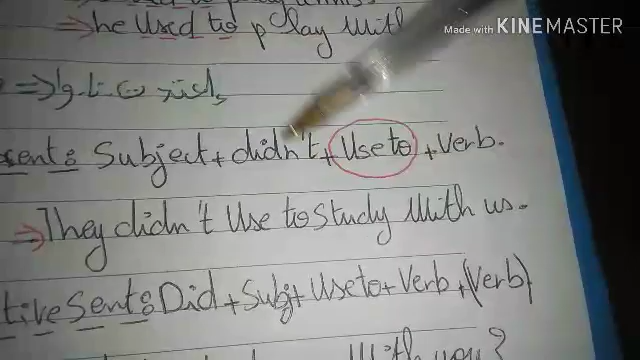 Made with KINEMASTER
⇒he used to play with
sent: Subject + didn't + use to + verb.
⇒They didn't use to study with us.
tive Sent: Did + Subj + use to + Verb + (Verb)
with you?